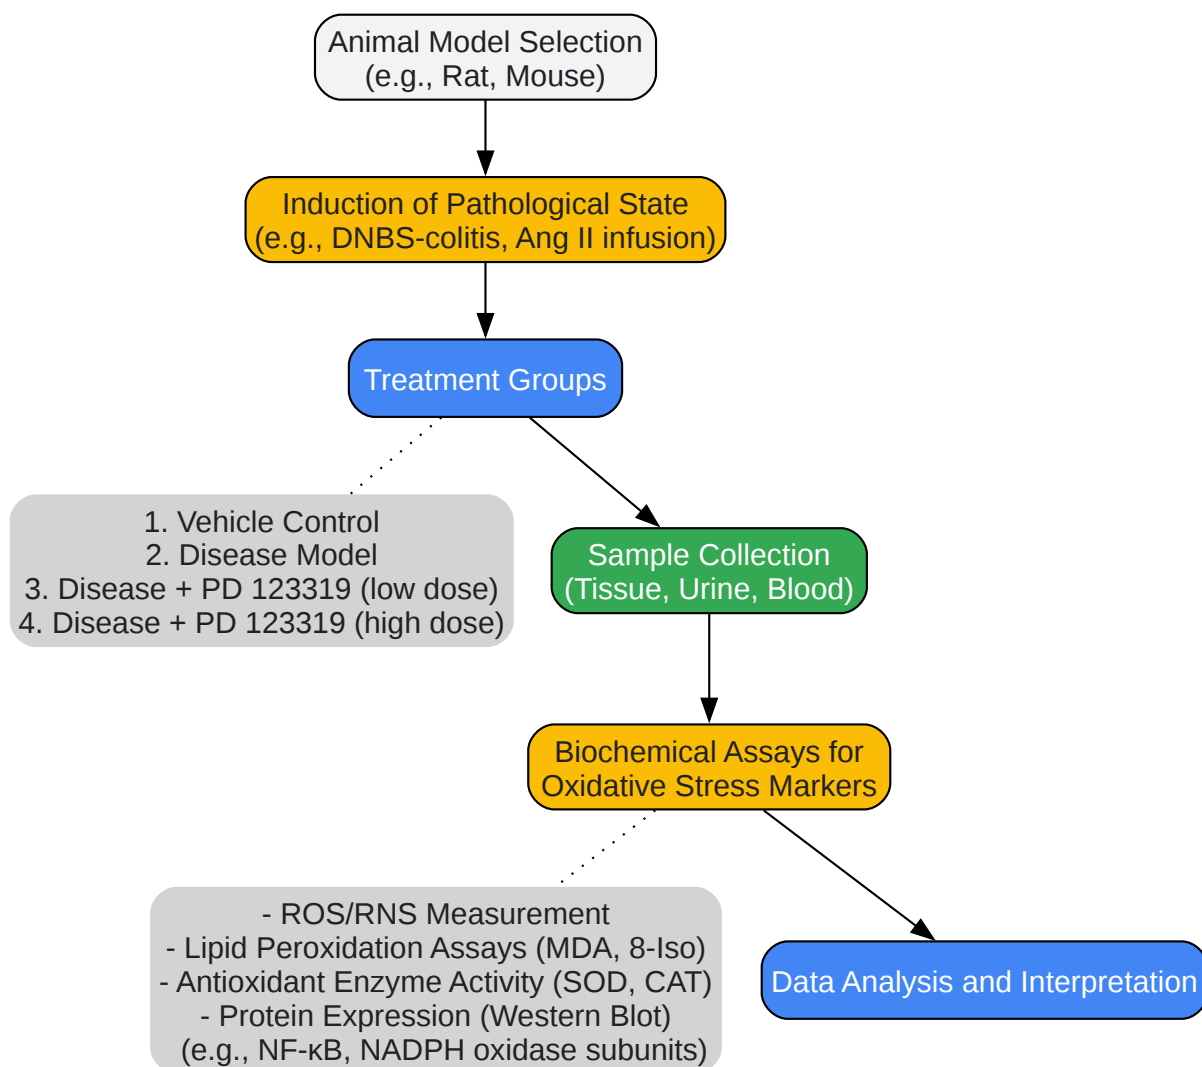 Animal Model Selection
(e.g., Rat, Mouse)
Induction of Pathological State
(e.g., DNBS-colitis, Ang II infusion)
Treatment Groups
1. Vehicle Control
2. Disease Model
3. Disease + PD 123319 (low dose)
4. Disease + PD 123319 (high dose)
Sample Collection
(Tissue, Urine, Blood)
Biochemical Assays for
Oxidative Stress Markers
- ROS/RNS Measurement
- Lipid Peroxidation Assays (MDA, 8-Iso)
- Antioxidant Enzyme Activity (SOD, CAT)
- Protein Expression (Western Blot)
(e.g., NF-κB, NADPH oxidase subunits)
Data Analysis and Interpretation